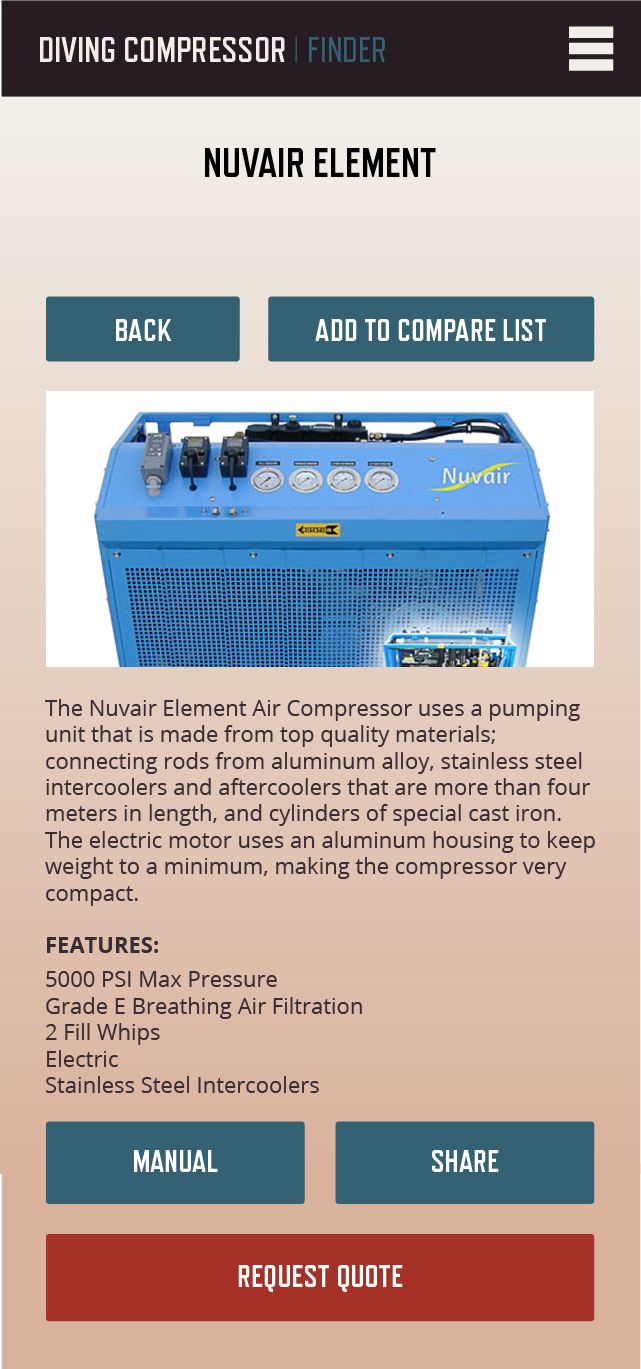 DIVING COMPRESSOR | FINDER
NUVAIR ELEMENT
BACK
ADD TO COMPARE LIST
Nuvair
ROTATION
The Nuvair Element Air Compressor uses a pumping
unit that is made from top quality materials;
connecting rods from aluminum alloy, stainless steel
intercoolers and aftercoolers that are more than four
meters in length, and cylinders of special cast iron.
The electric motor uses an aluminum housing to keep
weight to a minimum, making the compressor very
compact.
FEATURES:
5000 PSI Max Pressure
Grade E Breathing Air Filtration
2 Fill Whips
Electric
Stainless Steel Intercoolers
MANUAL
SHARE
REQUEST QUOTE